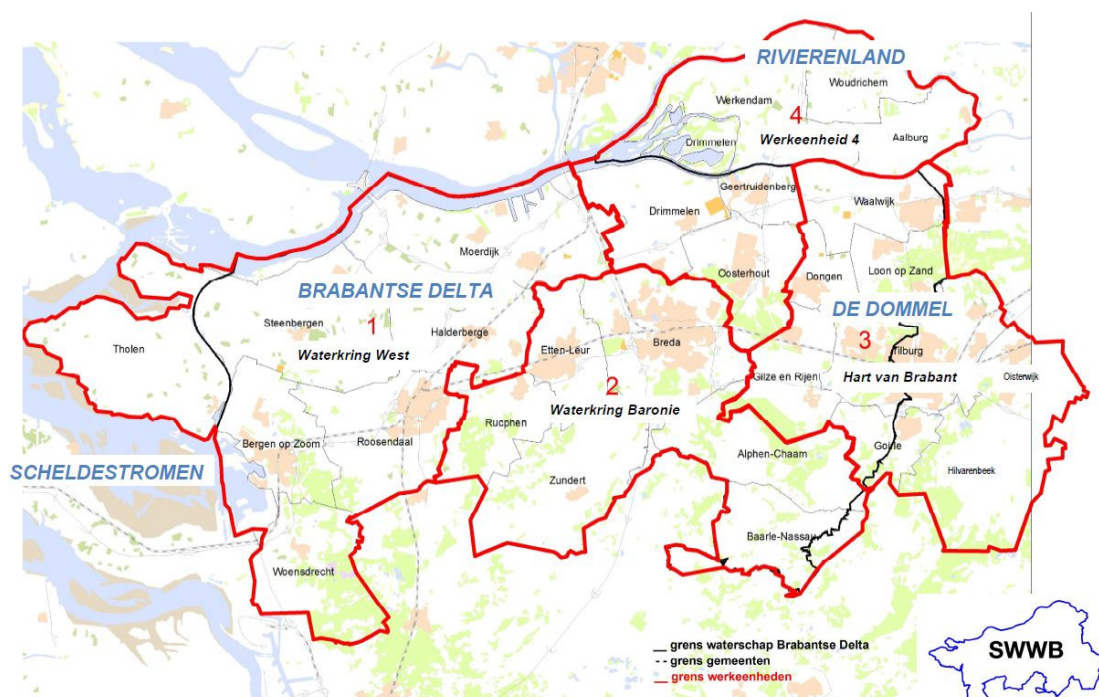 RIVIERENLAND
Woudrichem
Werkendam
4
Aalburg
Drimmelen
Werkeenheid 4
Geertruidenberg
Waalwijk
Drimmelen
Moerdijk
Oosterhout
Dongen
Loon op Zand
BRABANTSE DELTA
DE DOMMEL
Steenbergen
1
Halderberge
3
Tholen
Waterkring West
Etten-Leur
Breda
Tilburg
2
Gilze en Rijen
Hart van Brabant
Oisterwijk
Waterkring Baronie
Rucphen
Bergen op Zoom
Roosendaal
Alphen-Chaam
Goirle
SCHELDESTROMEN
Zundert
Hilvarenbeek
Baarle-Nassau
Woensdrecht
grens waterschap Brabantse Delta
grens gemeenten
grens werkeenheden
SWWB